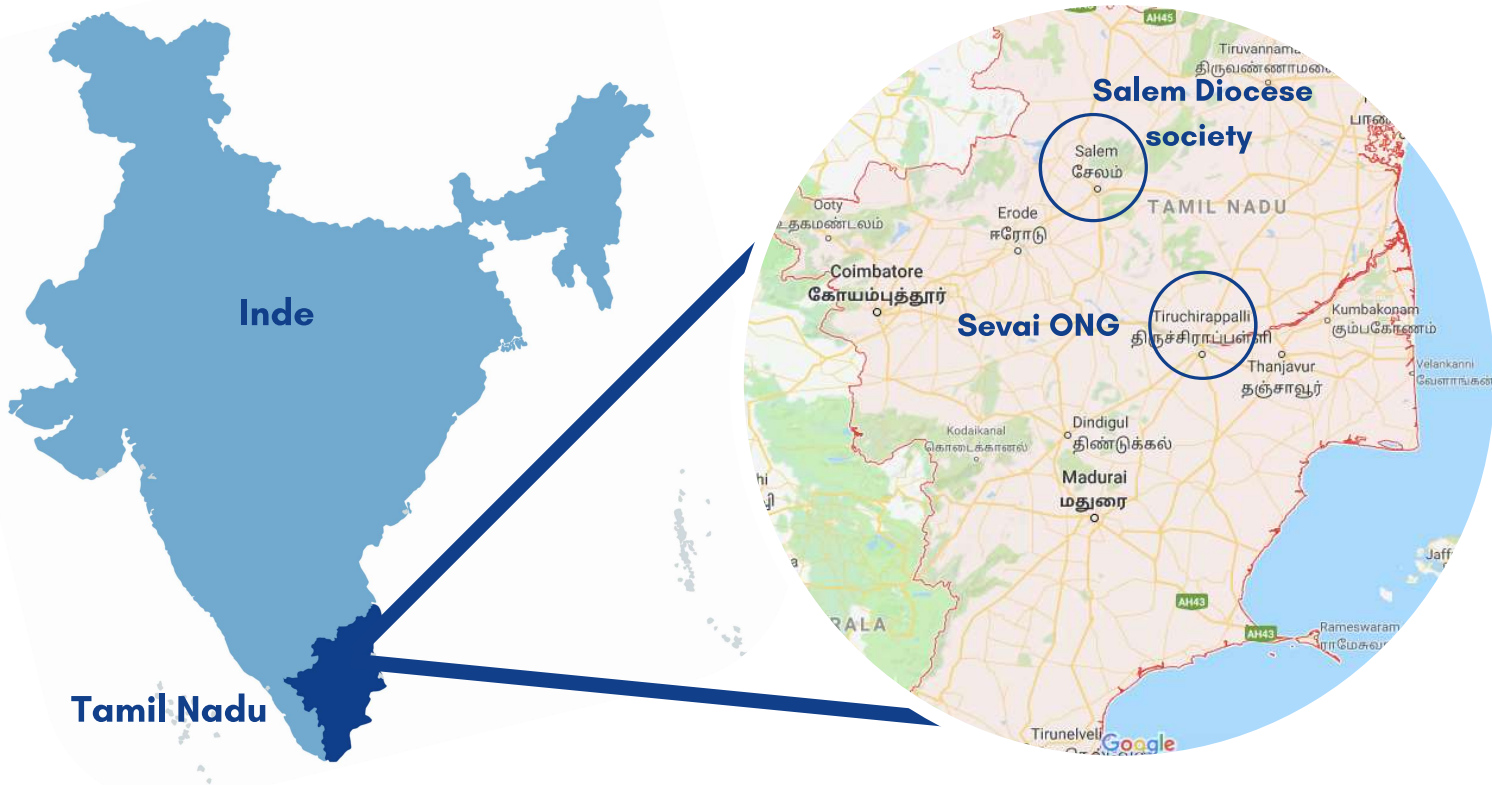 Inde
Tamil Nadu
AH45
Tiruvannama
திருவண்ணாமலை
Salem Diocese
society
Salem
சேலம்
TAMIL NADU
Ooty
உதகமண்டலம்
Erode
ஈரோடு
Coimbatore
கோயம்புத்தூர்
Sevai ONG
Tiruchirappalli
திருச்சிராப்பள்ளி
Kumbakonam
கும்பகோணம்
Thanjavur
தஞ்சாவூர்
Velankanni
வேளாங்கன்
Dindigul
திண்டுக்கல்
Kodaikanal
கொடைக்கானல்
Madurai
மதுரை
Jaff
AH43
AH43
RALA
Rameswaram
ராமேசுவ
Tirunelveli
Google